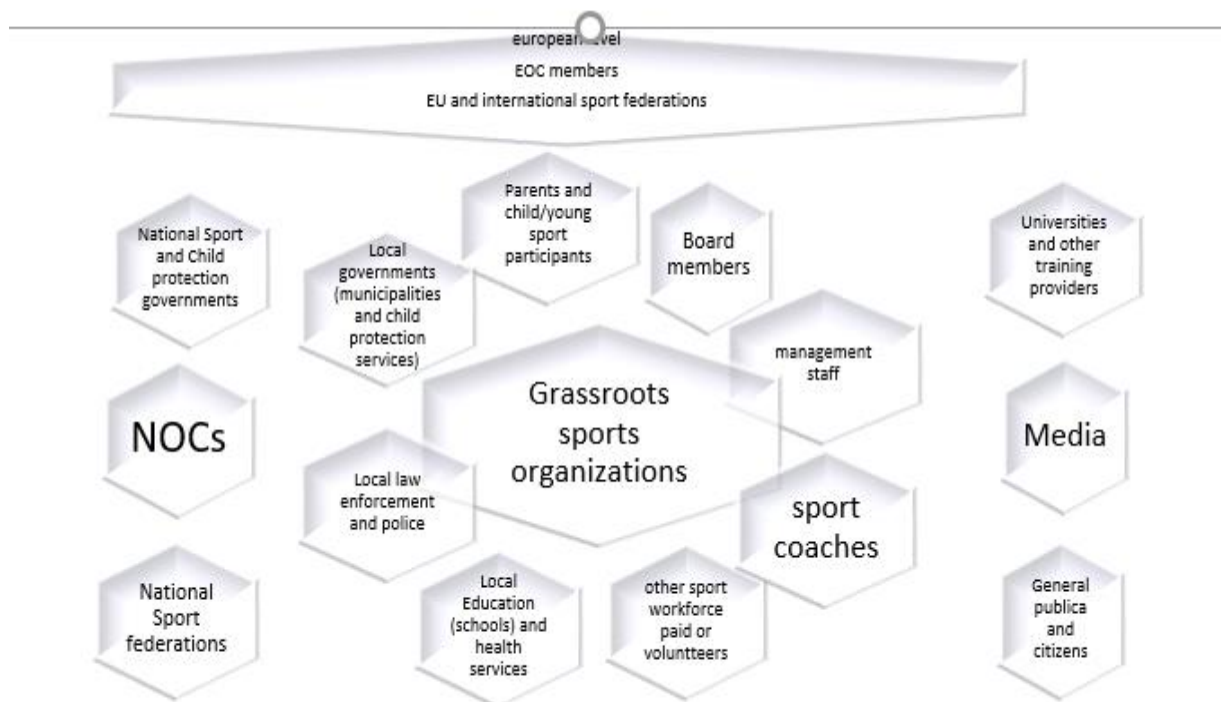 european level
EOC members
EU and international sport federations
Parents and
child/young
sport
participants
Board
members
National Sport
and Child
protection
governments
Local
governments
(municipalities
and child
protection
services)
Universities
and other
training
providers
management
staff
Grassroots
sports
organizations
NOCs
Media
Local law
enforcement
and police
sport
coaches
National
Sport
federations
Local
Education
(schools) and
health
services
other sport
workforce
paid or
voluntteers
General
publica
and
citizens